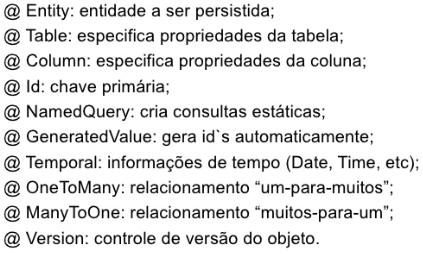 @ Entity: entidade a ser persistida;
@ Table: especifica propriedades da tabela;
@ Column: especifica propriedades da coluna;
@ Id: chave primária;
@ NamedQuery: cria consultas estáticas;
@ GeneratedValue: gera id`s automaticamente;
@ Temporal: informações de tempo (Date, Time, etc);
@ OneToMany: relacionamento “um-para-muitos”;
@ ManyToOne: relacionamento “muitos-para-um”;
@ Version: controle de versão do objeto.